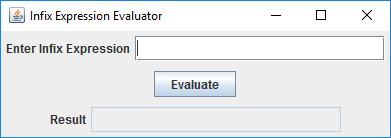 Infix Expression Evaluator
Enter Infix Expression
Evaluate
Result